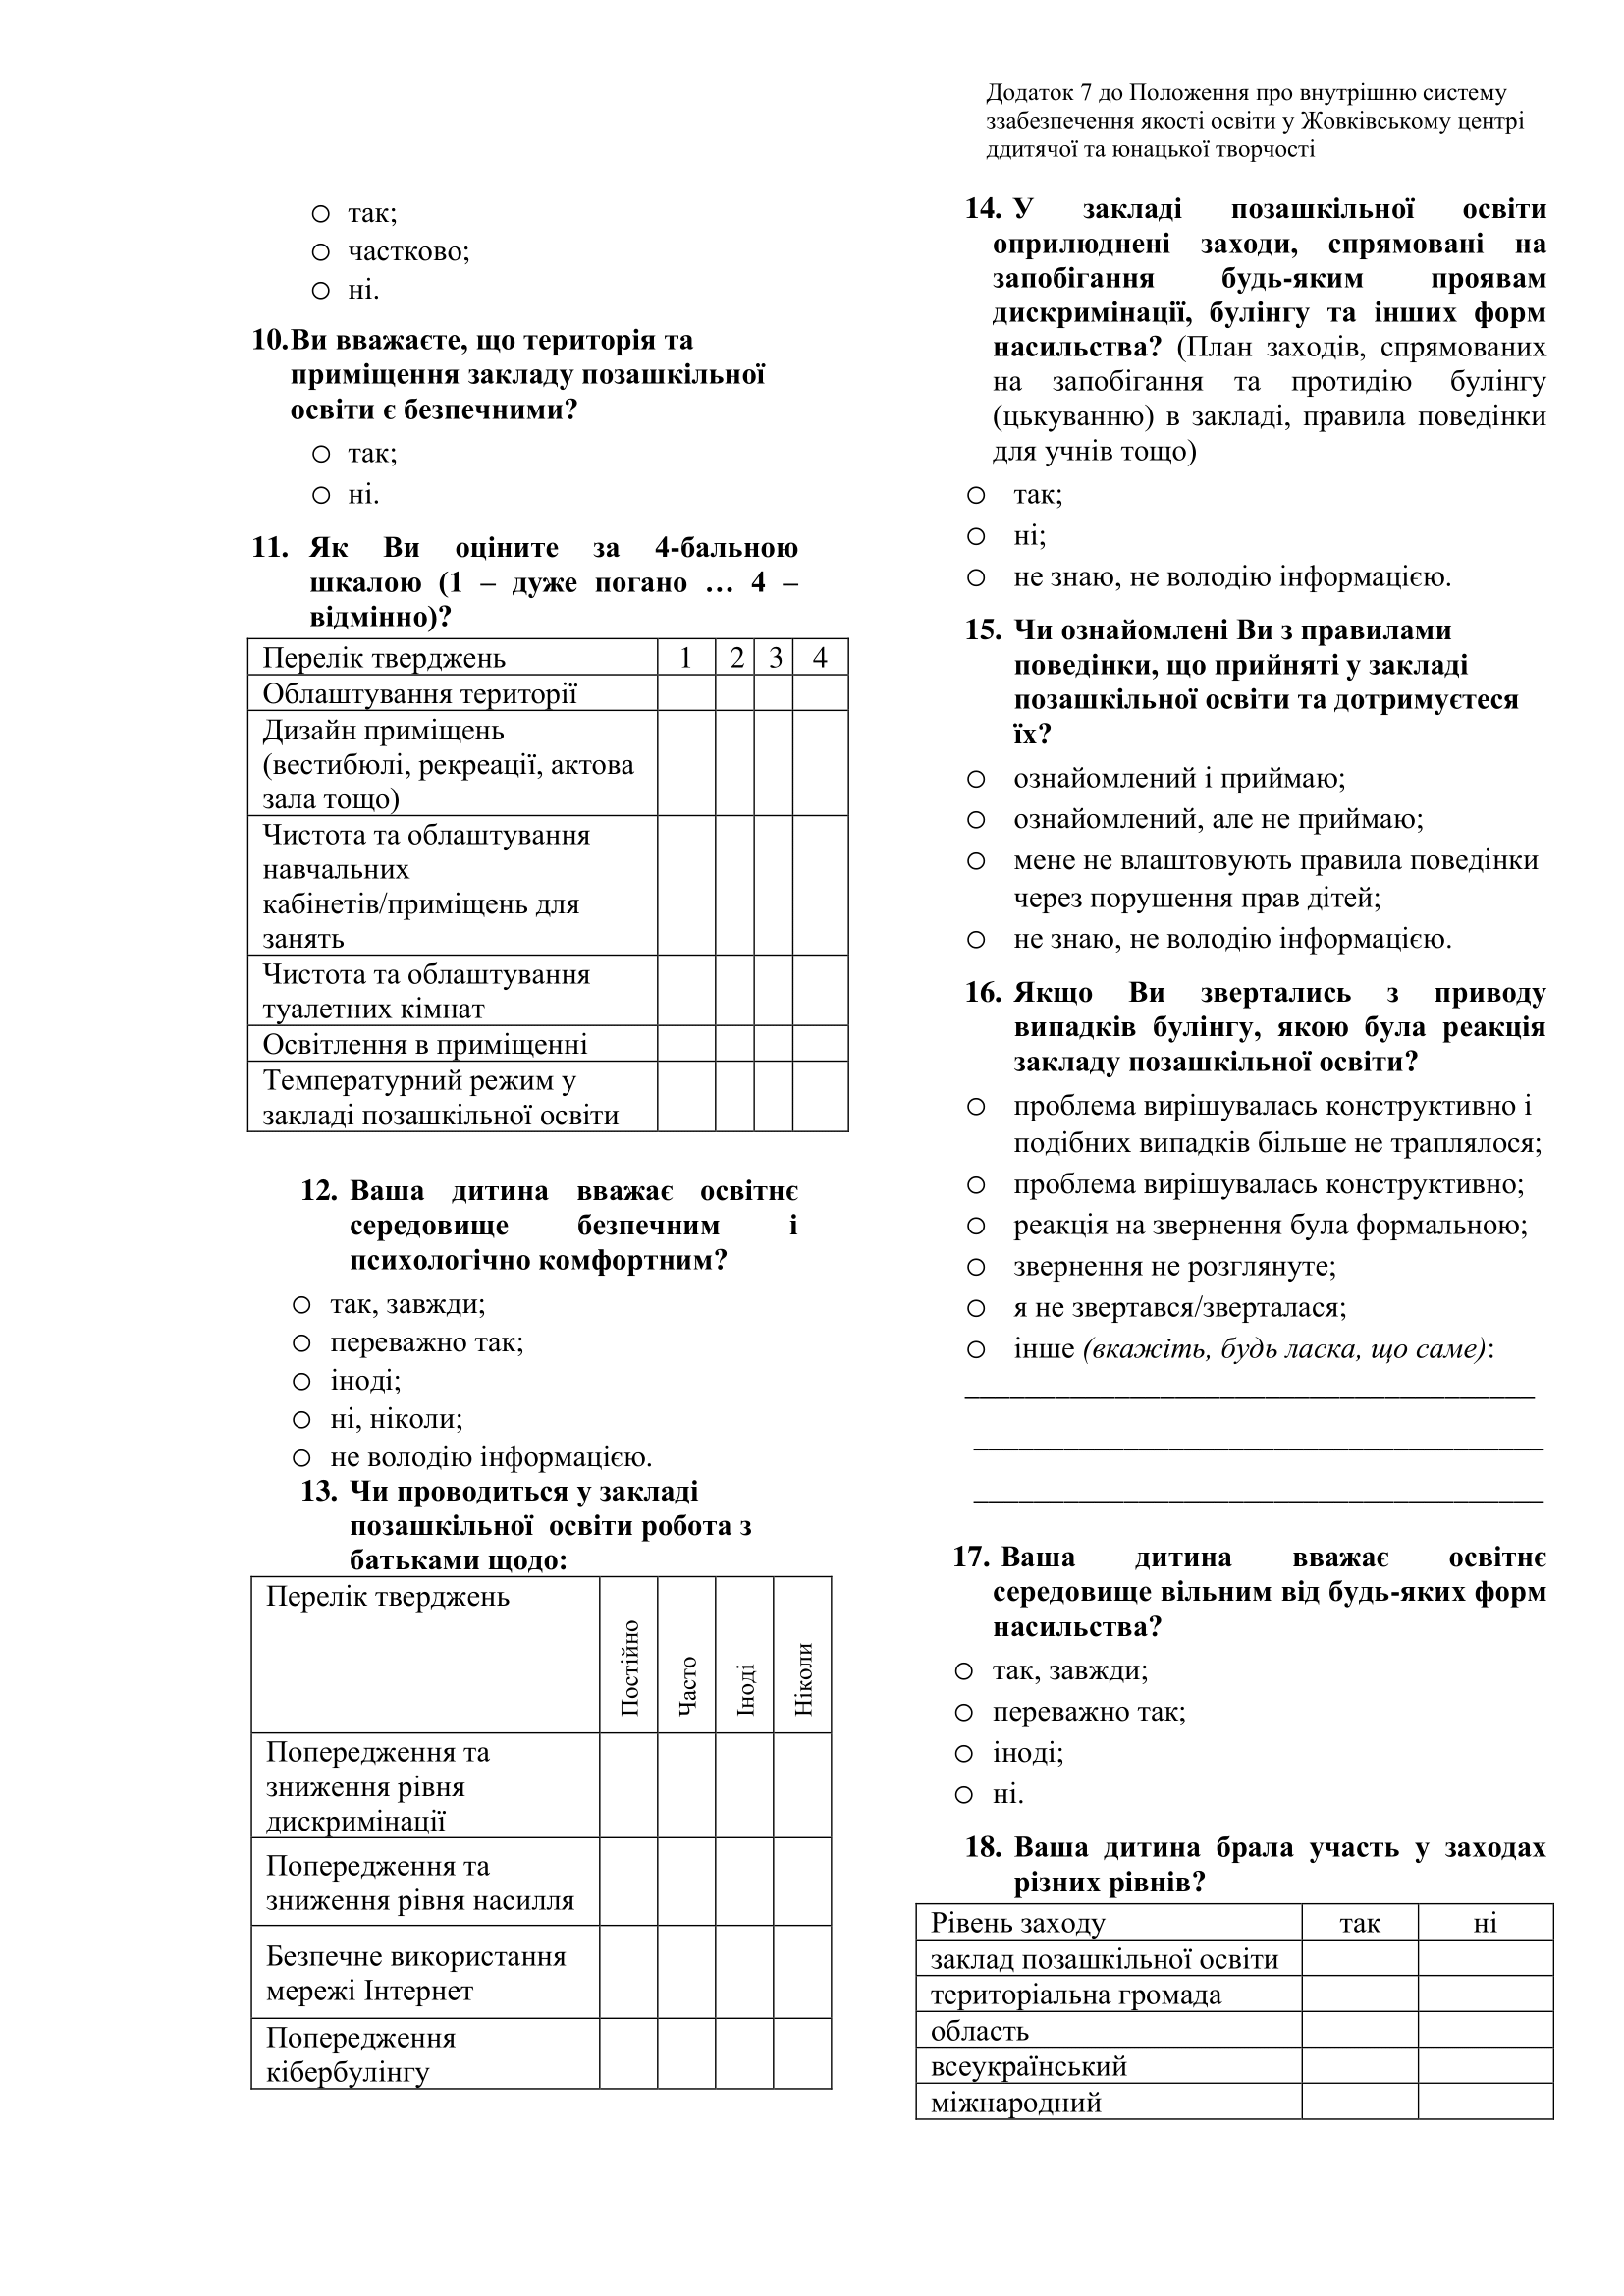 Додаток 7 до Положення про внутрішню систему
ззабезпечення якості освіти у Жовківському центрі
ддитячої та юнацької творчості
○ так;
○ частково;
○ ні.
10.Ви вважаєте, що територія та
приміщення закладу позашкільної
освіти є безпечними?
○ так;
○ ні.
11. Як Ви оціните за 4-бальною
шкалою (1 – дуже погано … 4 –
відмінно)?
Перелік тверджень 1 2 3 4
Облаштування території
Дизайн приміщень
(вестибюлі, рекреації, актова
зала тощо)
Чистота та облаштування
навчальних
кабінетів/приміщень для
занять
Чистота та облаштування
туалетних кімнат
Освітлення в приміщенні
Температурний режим у
закладі позашкільної освіти
12. Ваша дитина вважає освітнє
середовище безпечним і
психологічно комфортним?
○ так, завжди;
○ переважно так;
○ іноді;
○ ні, ніколи;
○ не володію інформацією.
13. Чи проводиться у закладі
позашкільної освіти робота з
батьками щодо:
Перелік тверджень Постійно Часто Іноді Ніколи
Попередження та
зниження рівня
дискримінації
Попередження та
зниження рівня насилля
Безпечне використання
мережі Інтернет
Попередження
кібербулінгу
14. У закладі позашкільної освіти
оприлюднені заходи, спрямовані на
запобігання будь-яким проявам
дискримінації, булінгу та інших форм
насильства? (План заходів, спрямованих
на запобігання та протидію булінгу
(цькуванню) в закладі, правила поведінки
для учнів тощо)
○ так;
○ ні;
○ не знаю, не володію інформацією.
15. Чи ознайомлені Ви з правилами
поведінки, що прийняті у закладі
позашкільної освіти та дотримуєтеся
їх?
○ ознайомлений і приймаю;
○ ознайомлений, але не приймаю;
○ мене не влаштовують правила поведінки
через порушення прав дітей;
○ не знаю, не володію інформацією.
16. Якщо Ви звертались з приводу
випадків булінгу, якою була реакція
закладу позашкільної освіти?
○ проблема вирішувалась конструктивно і
подібних випадків більше не траплялося;
○ проблема вирішувалась конструктивно;
○ реакція на звернення була формальною;
○ звернення не розглянуте;
○ я не звертався/зверталася;
○ інше (вкажіть, будь ласка, що саме):
______________________________________
______________________________________
______________________________________
17. Ваша дитина вважає освітнє
середовище вільним від будь-яких форм
насильства?
○ так, завжди;
○ переважно так;
○ іноді;
○ ні.
18. Ваша дитина брала участь у заходах
різних рівнів?
Рівень заходу так ні
заклад позашкільної освіти
територіальна громада
область
всеукраїнський
міжнародний